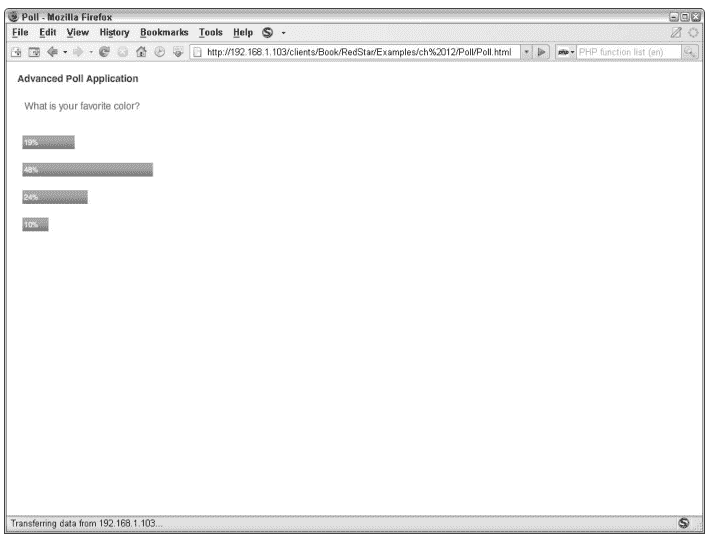 Poll - Mozilla Firefox
File Edit View History Bookmarks Tools Help
http://192.168.1.103/clients/Book/RedStar/Examples/ch%2012/Poll/Poll.html
PHP function list (en)
Advanced Poll Application
What is your favorite color?
19%
48%
24%
10%
Transferring data from 192.168.1.103...